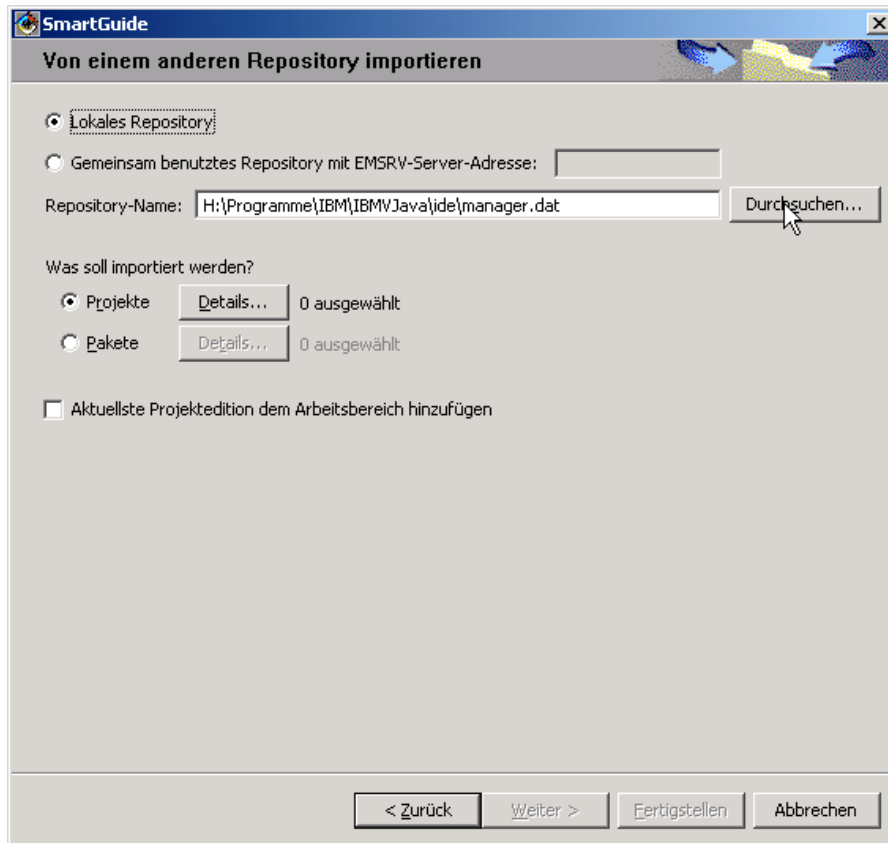 SmartGuide
Von einem anderen Repository importieren
Lokales Repository
Gemeinsam benutztes Repository mit EMSRV-Server-Adresse:
Repository-Name: H:\Programme\IBM\IBMVJava\ide\manager.dat Durchsuchen...
Was soll importiert werden?
Projekte Details... 0 ausgewählt
Pakete Details... 0 ausgewählt
Aktuellste Projektedition dem Arbeitsbereich hinzufügen
< Zurück Weiter > Fertigstellen Abbrechen